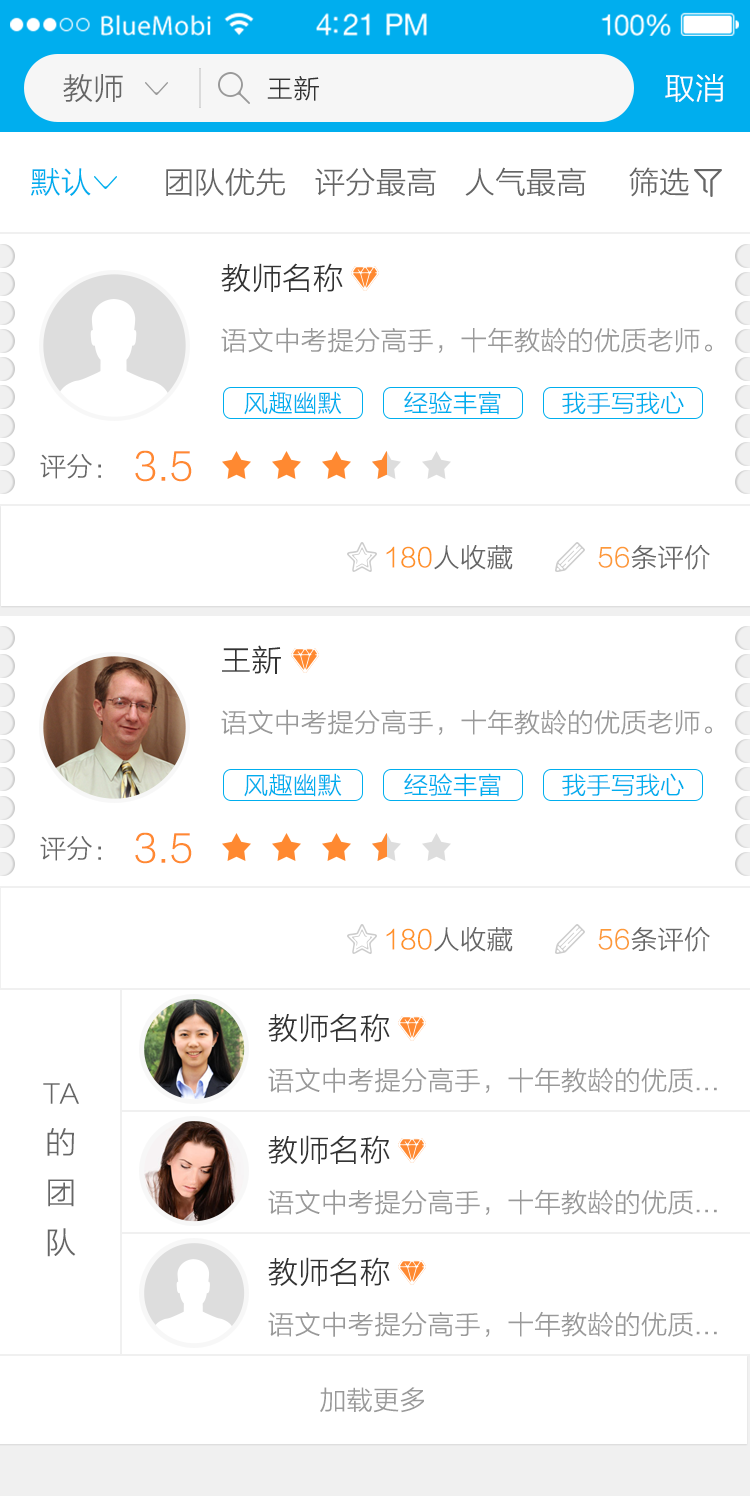 BlueMobi 4:21 PM 100%
教师 王新 取消
默认 团队优先 评分最高 人气最高 筛选
教师名称
语文中考提分高手，十年教龄的优质老师。
风趣幽默 经验丰富 我手写我心
评分： 3.5
180人收藏 56条评价
王新
语文中考提分高手，十年教龄的优质老师。
风趣幽默 经验丰富 我手写我心
评分： 3.5
180人收藏 56条评价
TA
的
团
队
教师名称
语文中考提分高手，十年教龄的优质...
教师名称
语文中考提分高手，十年教龄的优质...
教师名称
语文中考提分高手，十年教龄的优质...
加载更多